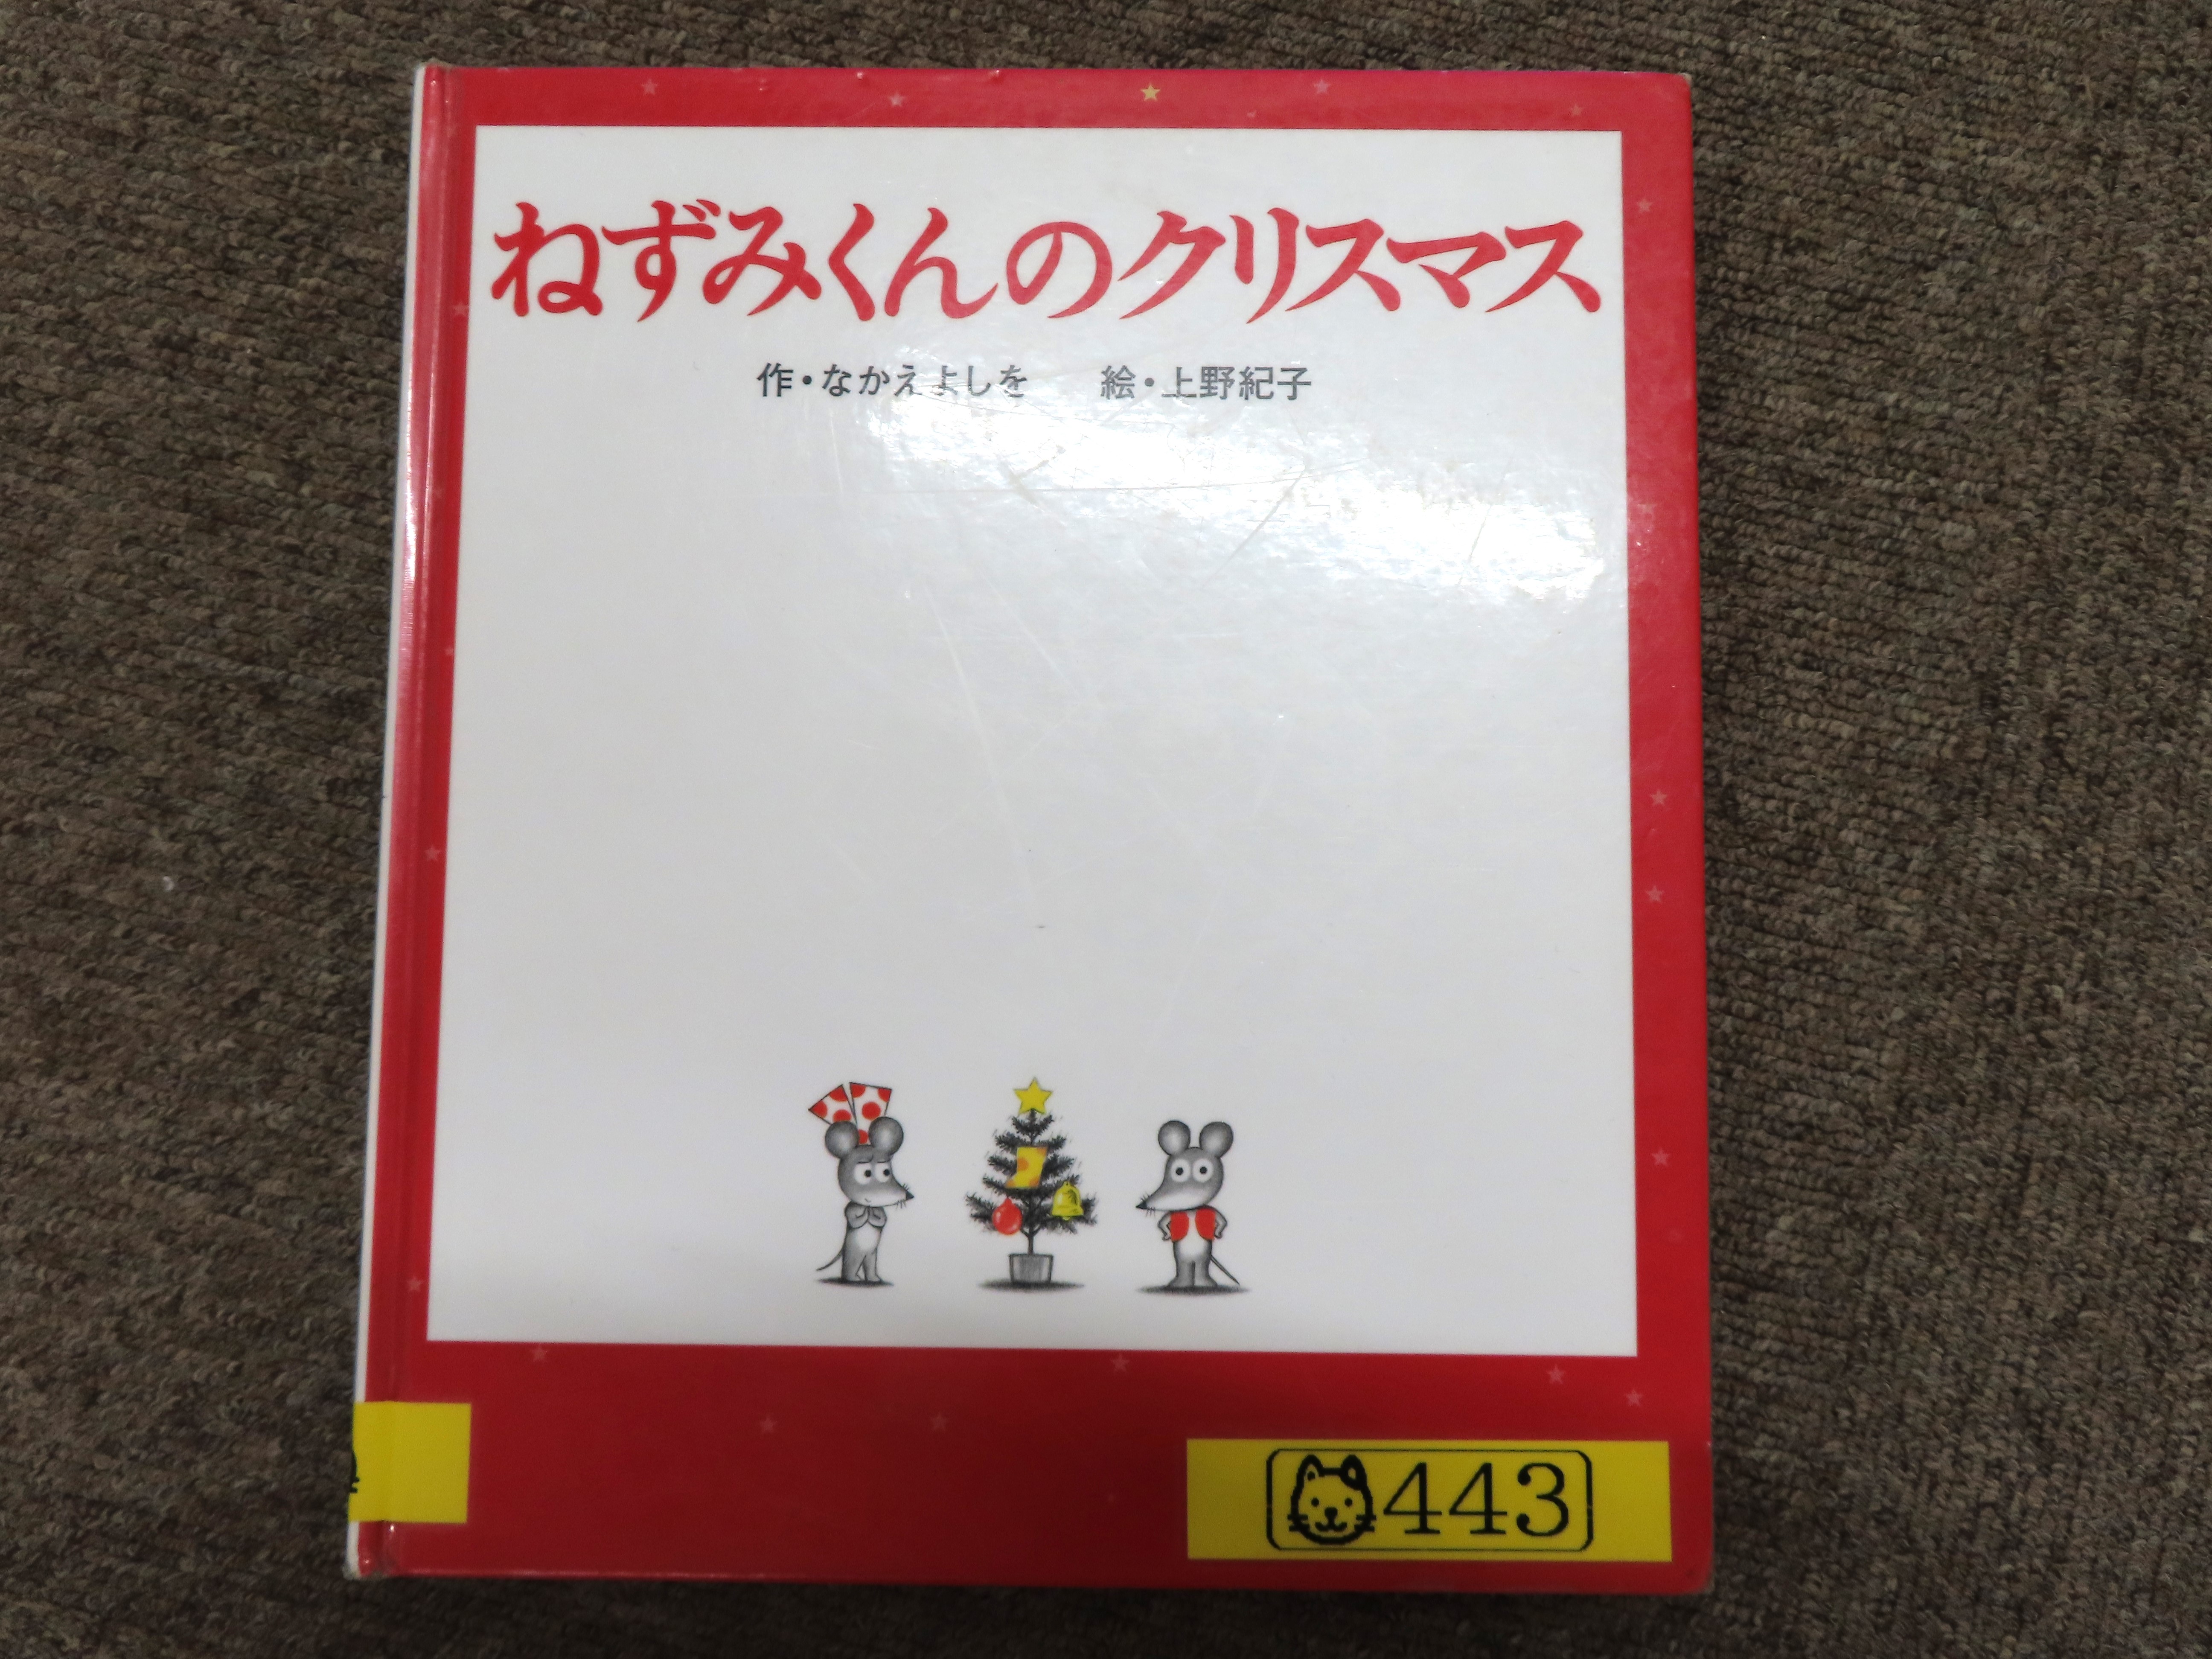 ねずみくんのクリスマス
作・なかえよしを　絵・上野紀子
443